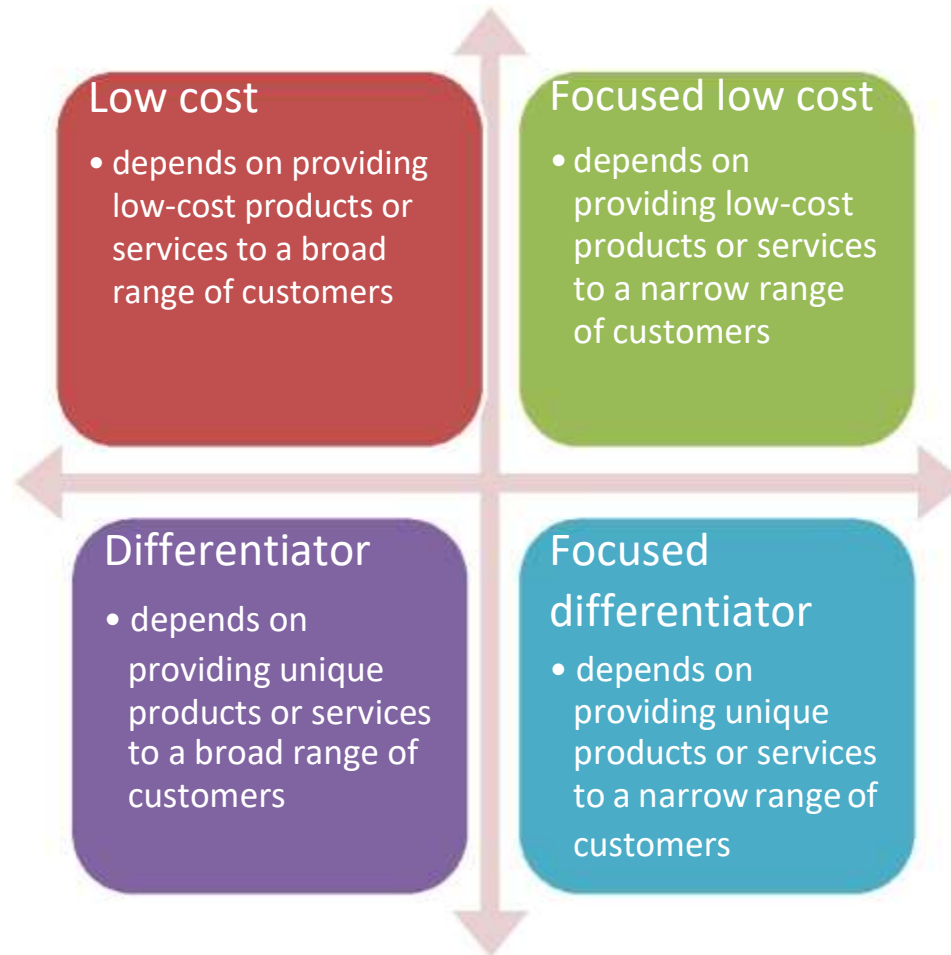 Low cost
• depends on providing
low-cost products or
services to a broad
range of customers
Focused low cost
• depends on
providing low-cost
products or services
to a narrow range
of customers
Differentiator
• depends on
providing unique
products or services
to a broad range of
customers
Focused
differentiator
• depends on
providing unique
products or services
to a narrow range of
customers